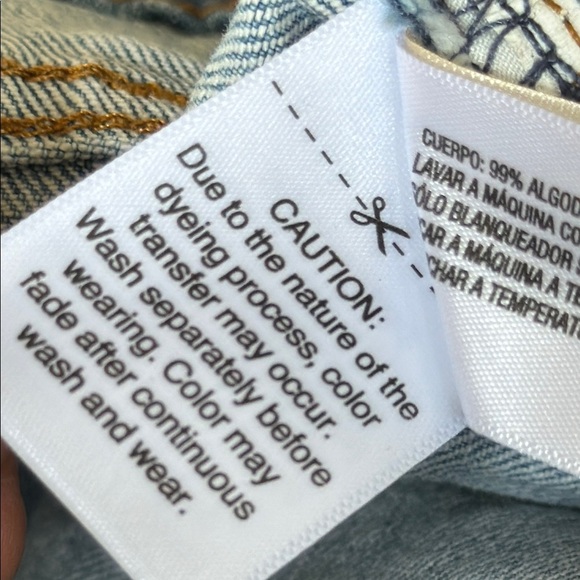 CAUTION:
Due to the nature of the
dyeing process, color
transfer may occur.
Wash separately before
wearing. Color may
fade after continuous
wash and wear.
CUERPO: 99%
LAVAR A MÁQUINA
BLANQUEADOR
A MÁQUINA A
A